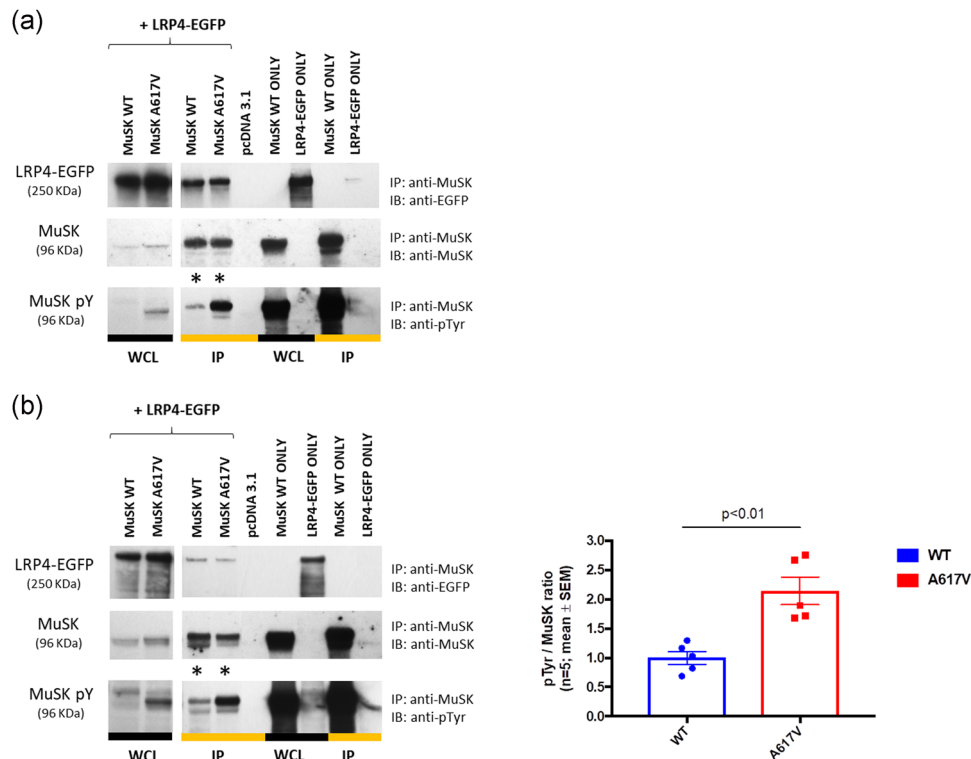 (a)
+ LRP4-EGFP
MuSK WT
MuSK A617V
MuSK WT
MuSK A617V
pcDNA 3.1
MuSK WT ONLY
LRP4-EGFP ONLY
MuSK WT ONLY
LRP4-EGFP ONLY
LRP4-EGFP
(250 KDa)
IP: anti-MuSK
IB: anti-EGFP
MuSK
(96 KDa)
IP: anti-MuSK
IB: anti-MuSK
* *
MuSK pY
(96 KDa)
IP: anti-MuSK
IB: anti-pTyr
WCL IP WCL IP
(b)
+ LRP4-EGFP
MuSK WT
MuSK A617V
MuSK WT
MuSK A617V
pcDNA 3.1
MuSK WT ONLY
LRP4-EGFP ONLY
MuSK WT ONLY
LRP4-EGFP ONLY
LRP4-EGFP
(250 KDa)
IP: anti-MuSK
IB: anti-EGFP
MuSK
(96 KDa)
IP: anti-MuSK
IB: anti-MuSK
* *
MuSK pY
(96 KDa)
IP: anti-MuSK
IB: anti-pTyr
WCL IP WCL IP
p<0.01
pTyr / MuSK ratio
(n=5; mean ± SEM)
3.0
2.5
2.0
1.5
1.0
0.5
0.0
WT
A617V
WT
A617V